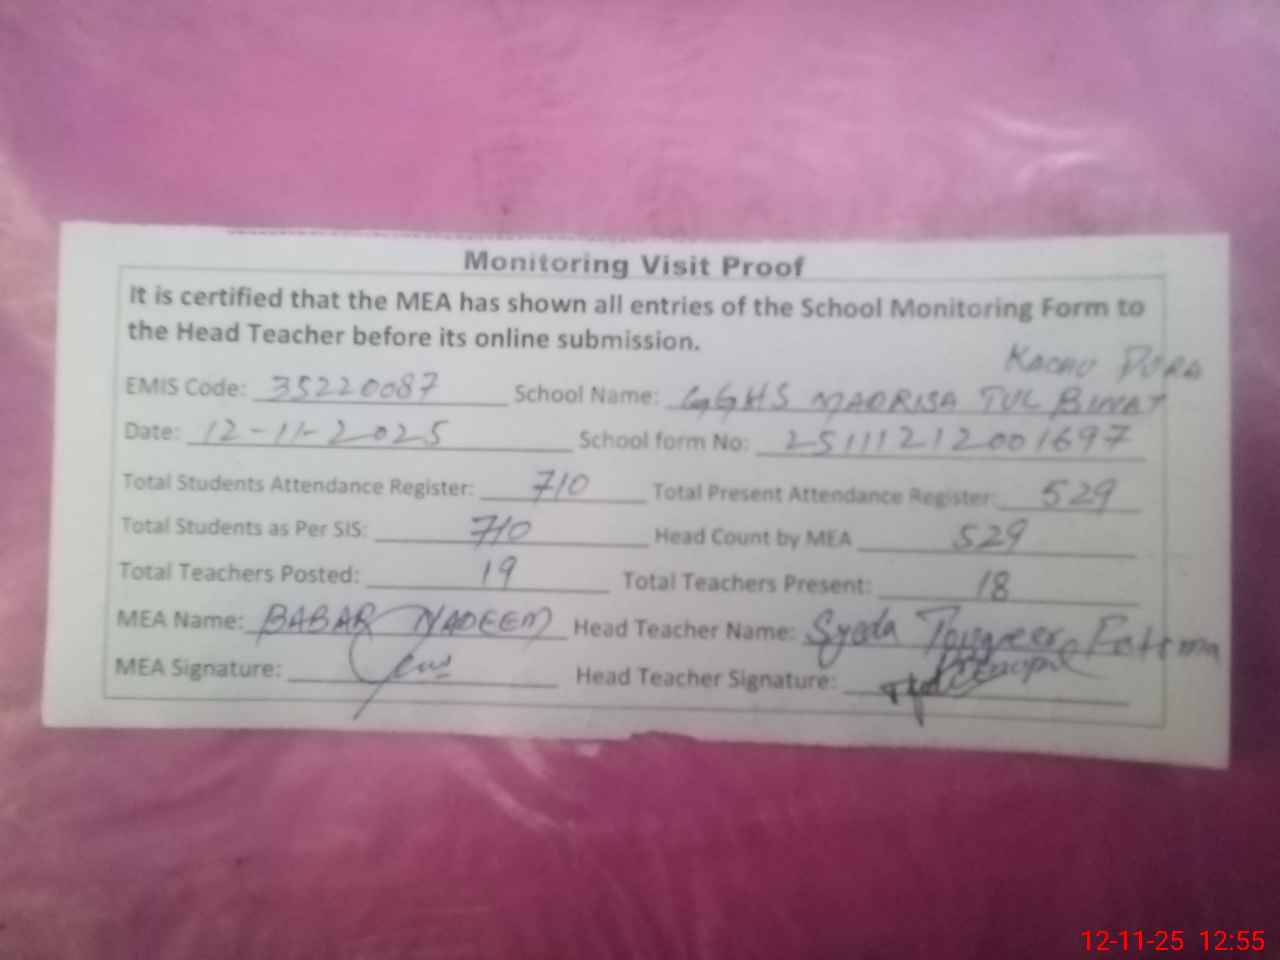 Monitoring Visit Proof
It is certified that the MEA has shown all entries of the School Monitoring Form to
the Head Teacher before its online submission.
KACHU PURA
EMIS Code: 35220087 School Name: GGHS MADRISA TUL BINAT
Date: 12-11-2025 School form No: 251112120001697
Total Students Attendance Register: 710 Total Present Attendance Register: 529
Total Students as Per SIS: 710 Head Count by MEA 529
Total Teachers Posted: 19 Total Teachers Present: 18
MEA Name: BABAR NADEEM Head Teacher Name: Syeda Fatima
MEA Signature: Head Teacher Signature: Principal
12-11-25 12:55